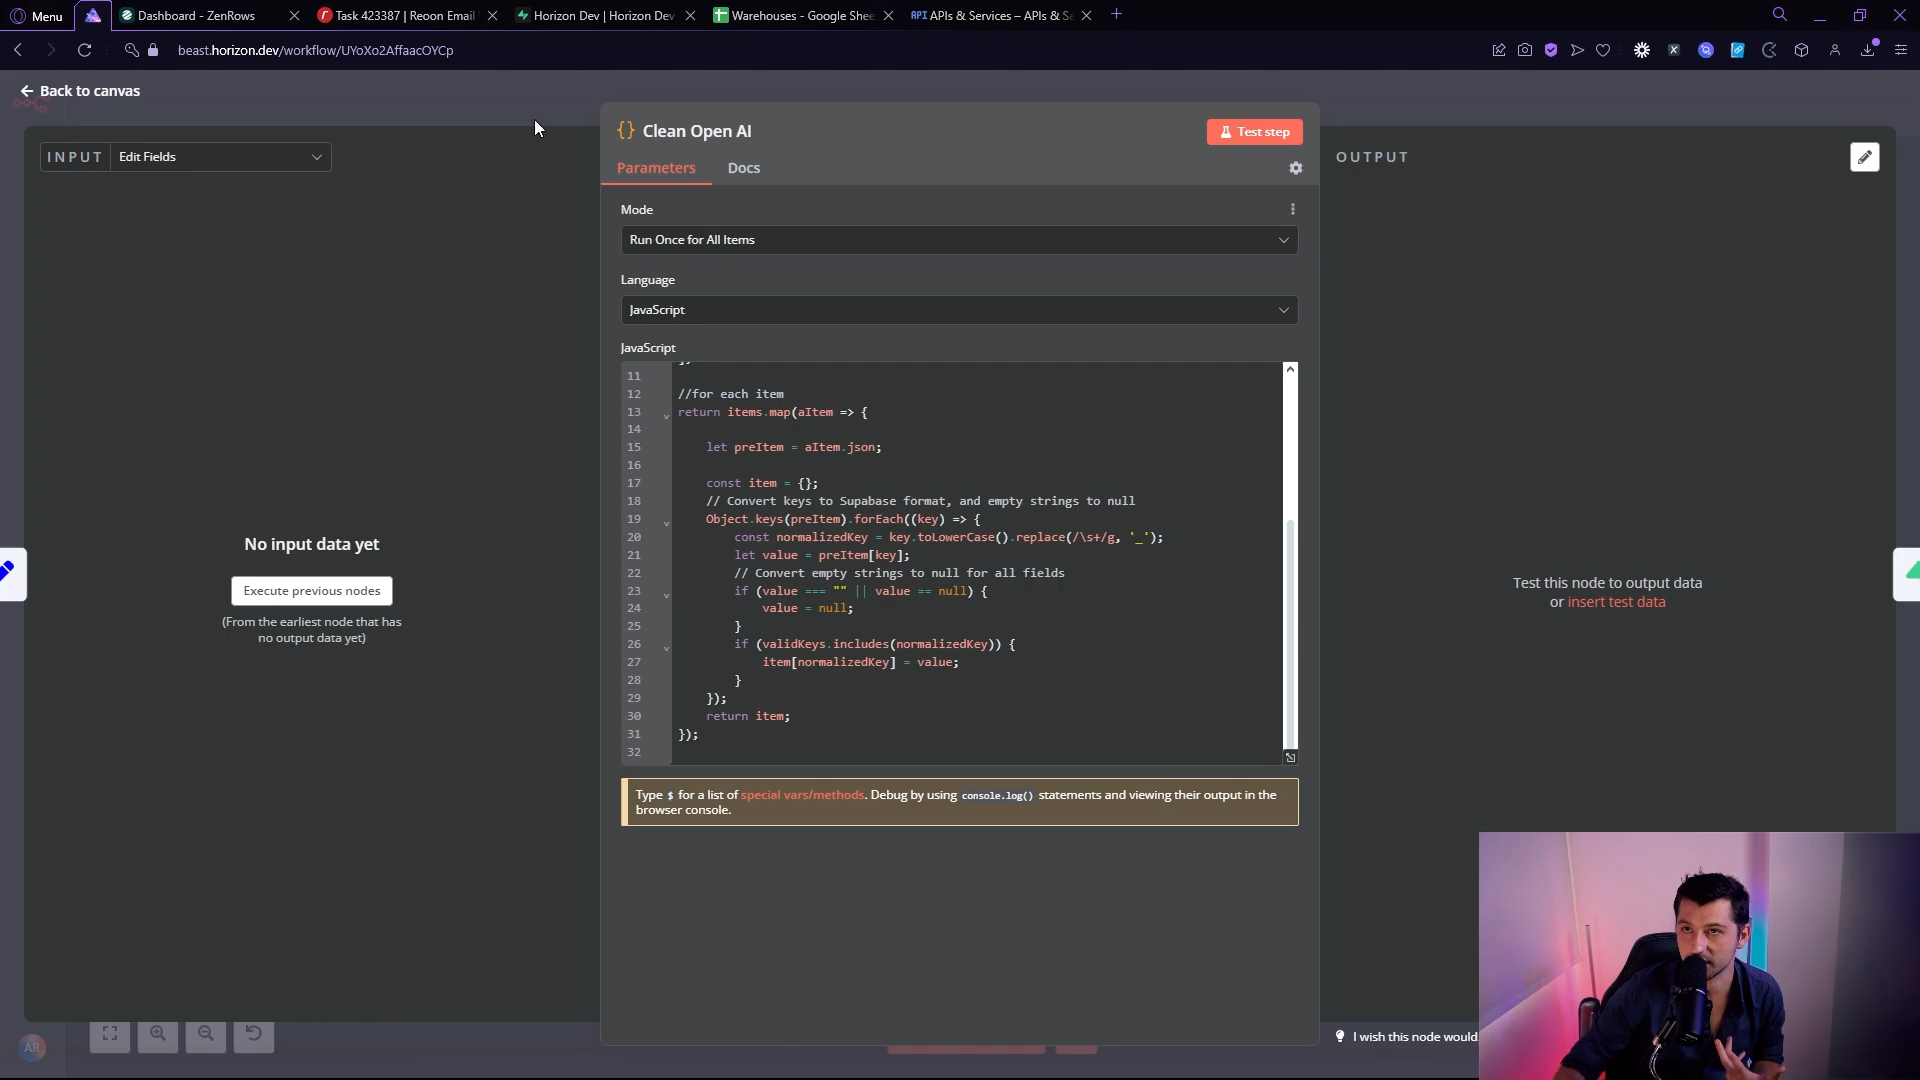 Menu
Dashboard - ZenRows
Task 423387 | Reoon Email
Horizon Dev | Horizon Dev
Warehouses - Google Shee
API APIs & Services – APIs & Se
beast.horizon.dev/workflow/UYoXo2AffaacOYCp
Back to canvas
INPUT Edit Fields
{} Clean Open AI
Test step
OUTPUT
Parameters Docs
Mode
Run Once for All Items
Language
JavaScript
JavaScript
11
12 //for each item
13 return items.map(aItem => {
14
15 let preItem = aItem.json;
16
17 const item = {};
18 // Convert keys to Supabase format, and empty strings to null
19 Object.keys(preItem).forEach((key) => {
20 const normalizedKey = key.toLowerCase().replace(/\s+/g, '_');
21 let value = preItem[key];
22 // Convert empty strings to null for all fields
23 if (value === "" || value == null) {
24 value = null;
25 }
26 if (validKeys.includes(normalizedKey)) {
27 item[normalizedKey] = value;
28 }
29 });
30 return item;
31 });
32
Type $ for a list of special vars/methods. Debug by using console.log() statements and viewing their output in the
browser console.
No input data yet
Execute previous nodes
(From the earliest node that has
no output data yet)
Test this node to output data
or insert test data
I wish this node would
AR